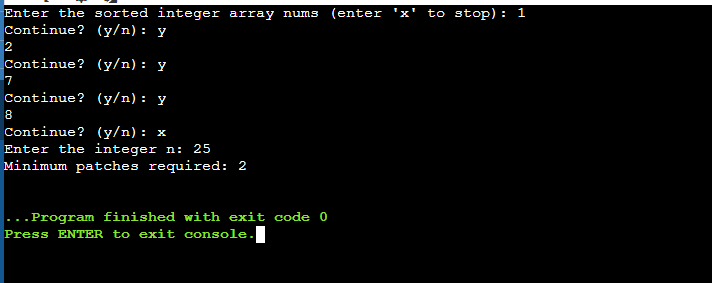 Enter the sorted integer array nums (enter 'x' to stop): 1
Continue? (y/n): y
2
Continue? (y/n): y
7
Continue? (y/n): y
8
Continue? (y/n): x
Enter the integer n: 25
Minimum patches required: 2
...Program finished with exit code 0
Press ENTER to exit console.